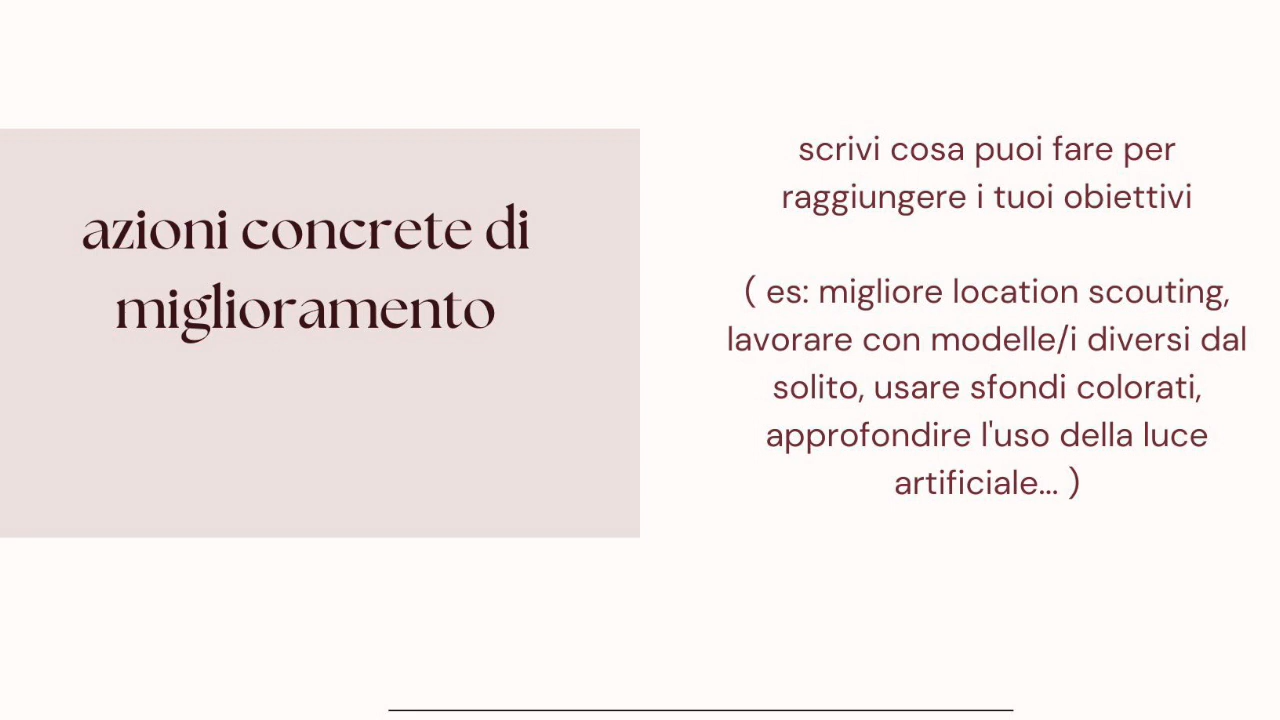 azioni concrete di
miglioramento
scrivi cosa puoi fare per
raggiungere i tuoi obiettivi
( es: migliore location scouting,
lavorare con modelle/i diversi dal
solito, usare sfondi colorati,
approfondire l'uso della luce
artificiale... )